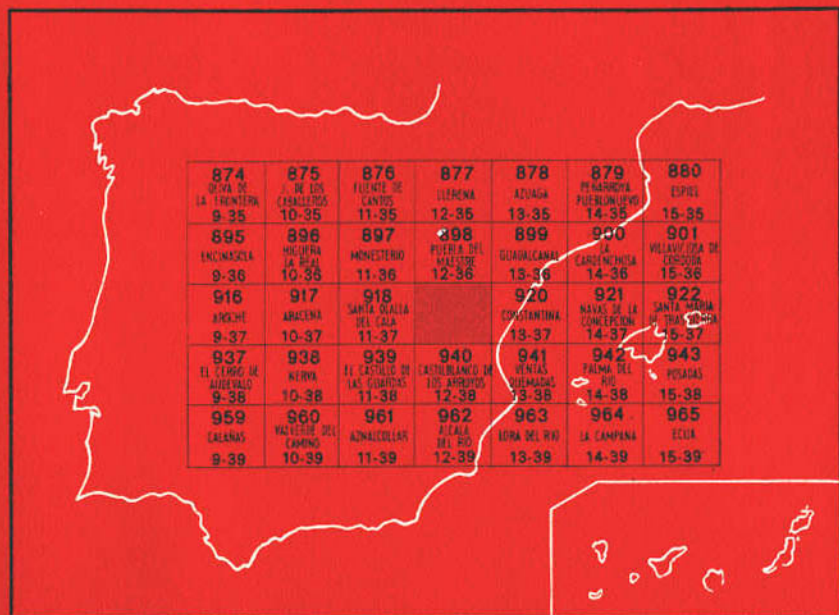 874 875 876 877 878 879 880
OLIVA DE LA FRONTERA J. DE LOS CABALLEROS FUENTE DE CANTOS LLERENA AZUAGA PEÑARROYA PUEBLONUEVO ESPIEL
9-35 10-35 11-35 12-35 13-35 14-35 15-35
895 896 897 898 899 900 901
ENCINASOLA HIGUERA LA REAL MONESTERIO PUEBLA DEL MAESTRE GUADALCANAL LA CARDENCHOSA VILLAVICIOSA DE CORDOBA
9-36 10-36 11-36 12-36 13-36 14-36 15-36
916 917 918 920 921 922
AROCHE ARACENA SANTA OLALLA DEL CALA CONSTANTINA NAVAS DE LA CONCEPCION SANTA MARIA DE TRASSIERRA
9-37 10-37 11-37 13-37 14-37 15-37
937 938 939 940 941 942 943
EL CERRO DE ANDEVALO NERVA EL CASTILLO DE LAS GUARDAS CASTILBLANCO DE LOS ARROYOS VENTAS QUEMADAS PALMA DEL RIO POSADAS
9-38 10-38 11-38 12-38 13-38 14-38 15-38
959 960 961 962 963 964 965
CALAÑAS VALVERDE DEL CAMINO AZNALCOLLAR ALCALA DEL RIO LORA DEL RIO LA CAMPANA ECIJA
9-39 10-39 11-39 12-39 13-39 14-39 15-39